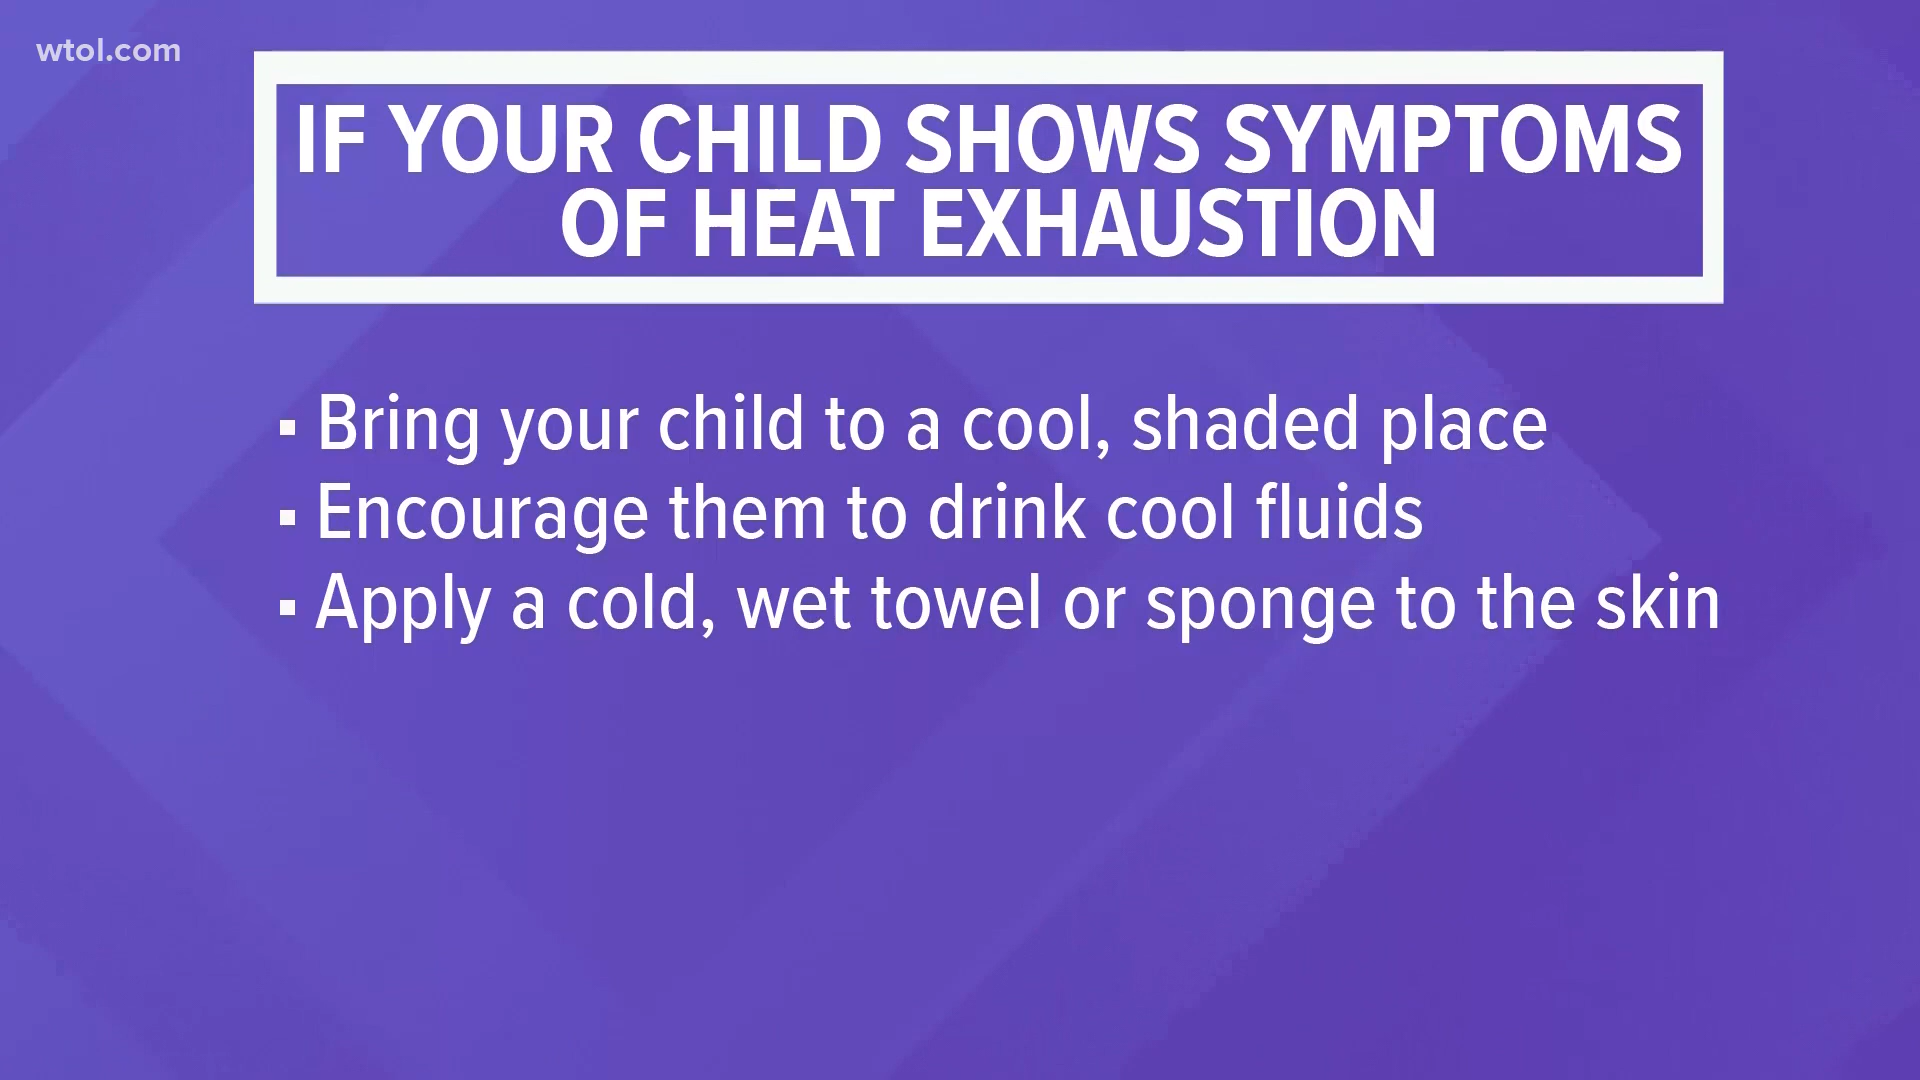 wtol.com
IF YOUR CHILD SHOWS SYMPTOMS
OF HEAT EXHAUSTION
▪ Bring your child to a cool, shaded place
▪ Encourage them to drink cool fluids
▪ Apply a cold, wet towel or sponge to the skin